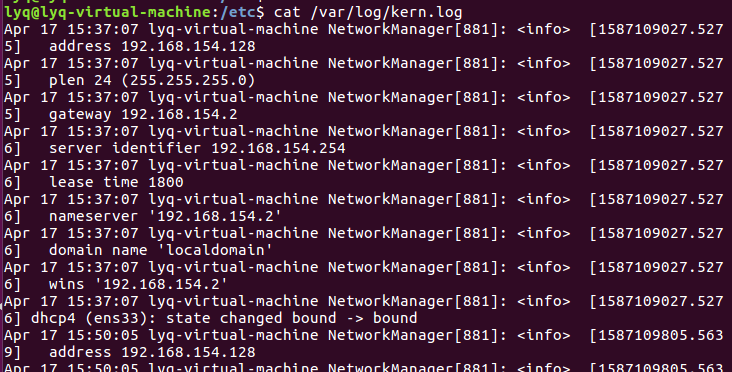 lyq@lyq-virtual-machine:/etc$ cat /var/log/kern.log
Apr 17 15:37:07 lyq-virtual-machine NetworkManager[881]: <info>  [1587109027.527
5]   address 192.168.154.128
Apr 17 15:37:07 lyq-virtual-machine NetworkManager[881]: <info>  [1587109027.527
5]   plen 24 (255.255.255.0)
Apr 17 15:37:07 lyq-virtual-machine NetworkManager[881]: <info>  [1587109027.527
5]   gateway 192.168.154.2
Apr 17 15:37:07 lyq-virtual-machine NetworkManager[881]: <info>  [1587109027.527
6]   server identifier 192.168.154.254
Apr 17 15:37:07 lyq-virtual-machine NetworkManager[881]: <info>  [1587109027.527
6]   lease time 1800
Apr 17 15:37:07 lyq-virtual-machine NetworkManager[881]: <info>  [1587109027.527
6]   nameserver '192.168.154.2'
Apr 17 15:37:07 lyq-virtual-machine NetworkManager[881]: <info>  [1587109027.527
6]   domain name 'localdomain'
Apr 17 15:37:07 lyq-virtual-machine NetworkManager[881]: <info>  [1587109027.527
6]   wins '192.168.154.2'
Apr 17 15:37:07 lyq-virtual-machine NetworkManager[881]: <info>  [1587109027.527
6] dhcp4 (ens33): state changed bound -> bound
Apr 17 15:50:05 lyq-virtual-machine NetworkManager[881]: <info>  [1587109805.563
9]   address 192.168.154.128
Apr 17 15:50:05 lyq-virtual-machine NetworkManager[881]: <info>  [1587109805.563